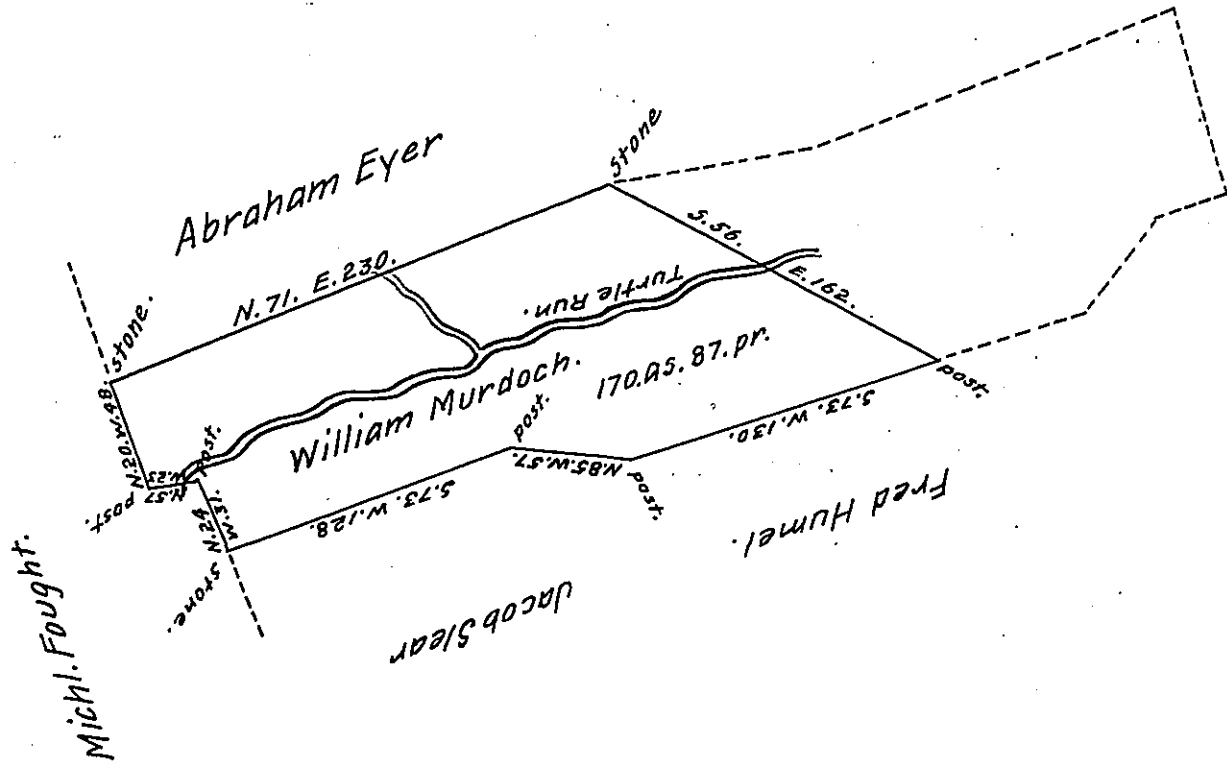 Abraham Eyer
stone
stone.
N. 71. E. 230.
S. 56.
E. 162.
Turtle Run.
William Murdoch.
170.as. 87.pr.
post.
post.
S. 73. W. 130.
post.
N. 85. W. 57.
S. 73. W. 128.
stone.
N. 24
W. 31.
post.
N. 57
W. 23
post.
N. 20. W. 48.
Michl. Fought.
Jacob Slear
Fred Humel.